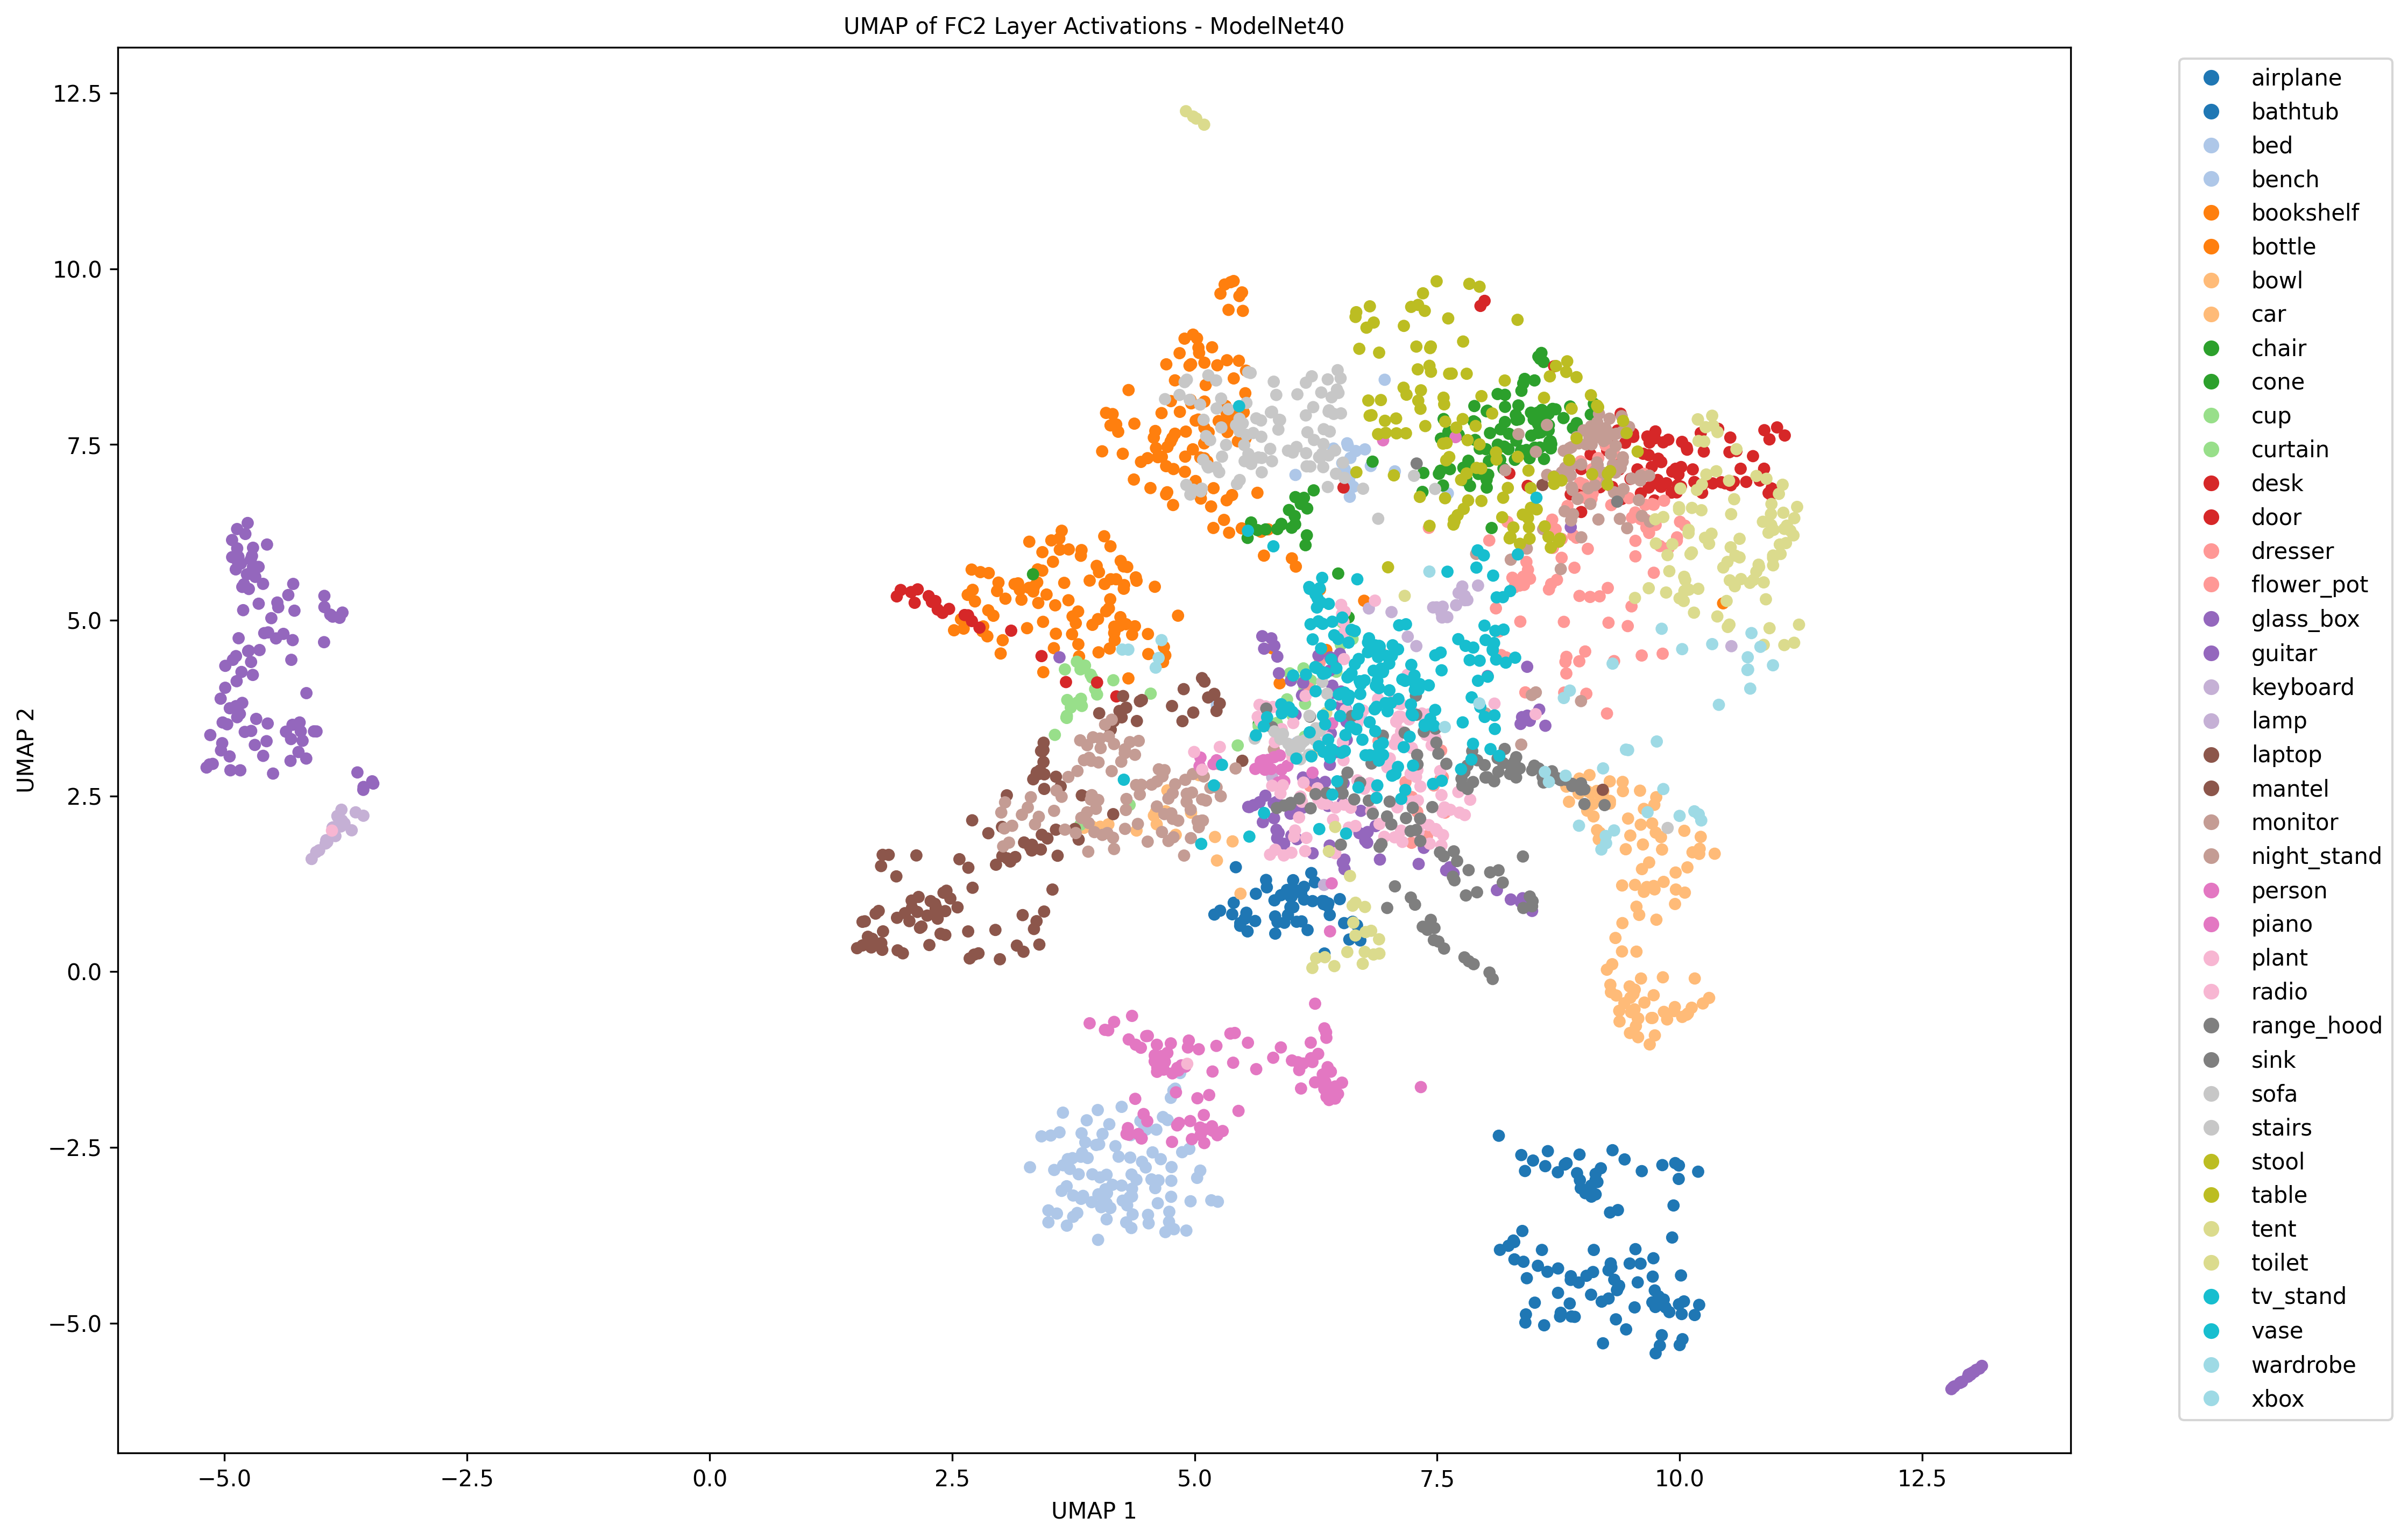 UMAP of FC2 Layer Activations - ModelNet40
12.5
10.0
7.5
5.0
2.5
0.0
−2.5
−5.0
UMAP 2
−5.0 −2.5 0.0 2.5 5.0 7.5 10.0 12.5
UMAP 1
airplane
bathtub
bed
bench
bookshelf
bottle
bowl
car
chair
cone
cup
curtain
desk
door
dresser
flower_pot
glass_box
guitar
keyboard
lamp
laptop
mantel
monitor
night_stand
person
piano
plant
radio
range_hood
sink
sofa
stairs
stool
table
tent
toilet
tv_stand
vase
wardrobe
xbox